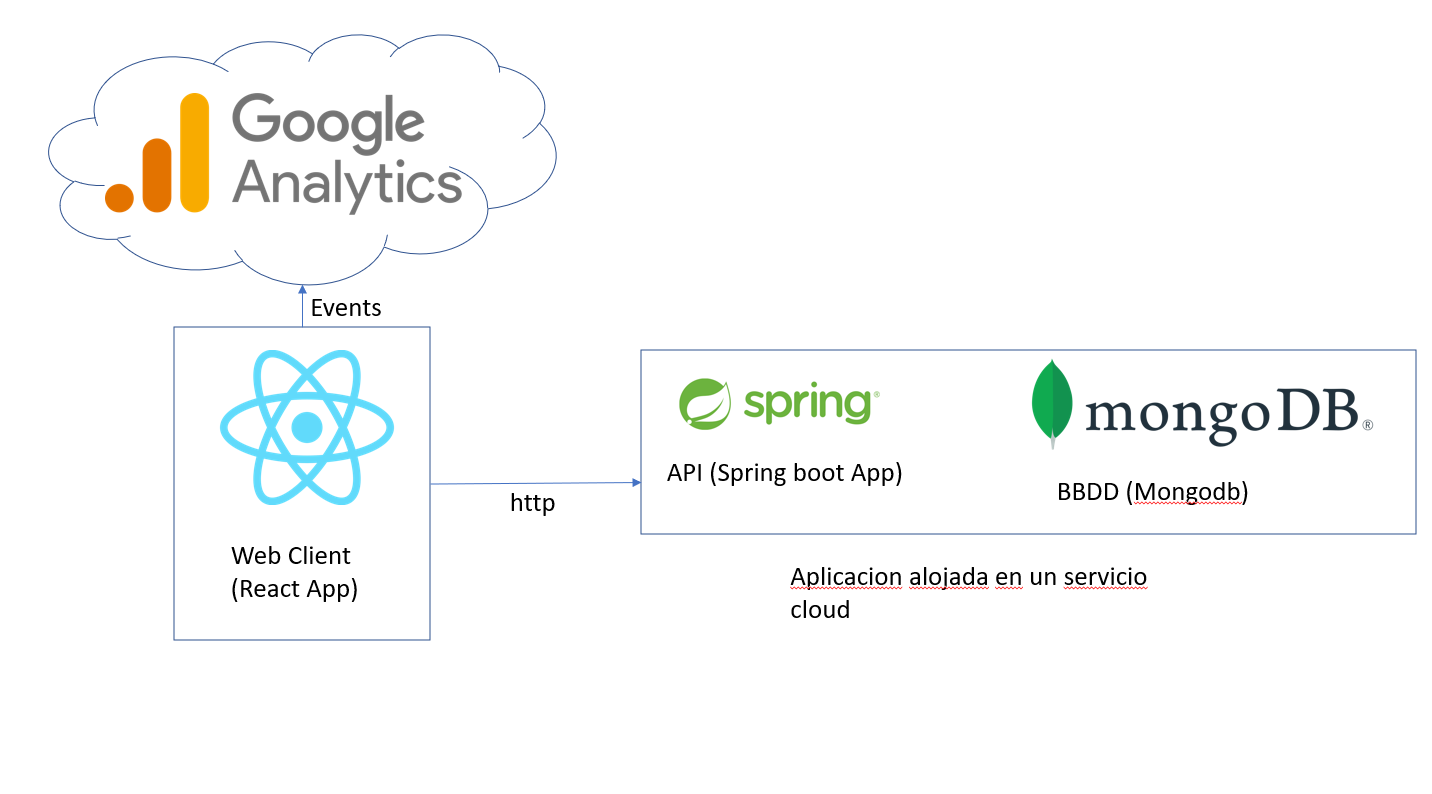 Google
Analytics
Events
spring®
mongoDB®
API (Spring boot App)
BBDD (Mongodb)
http
Web Client
(React App)
Aplicacion alojada en un servicio
cloud